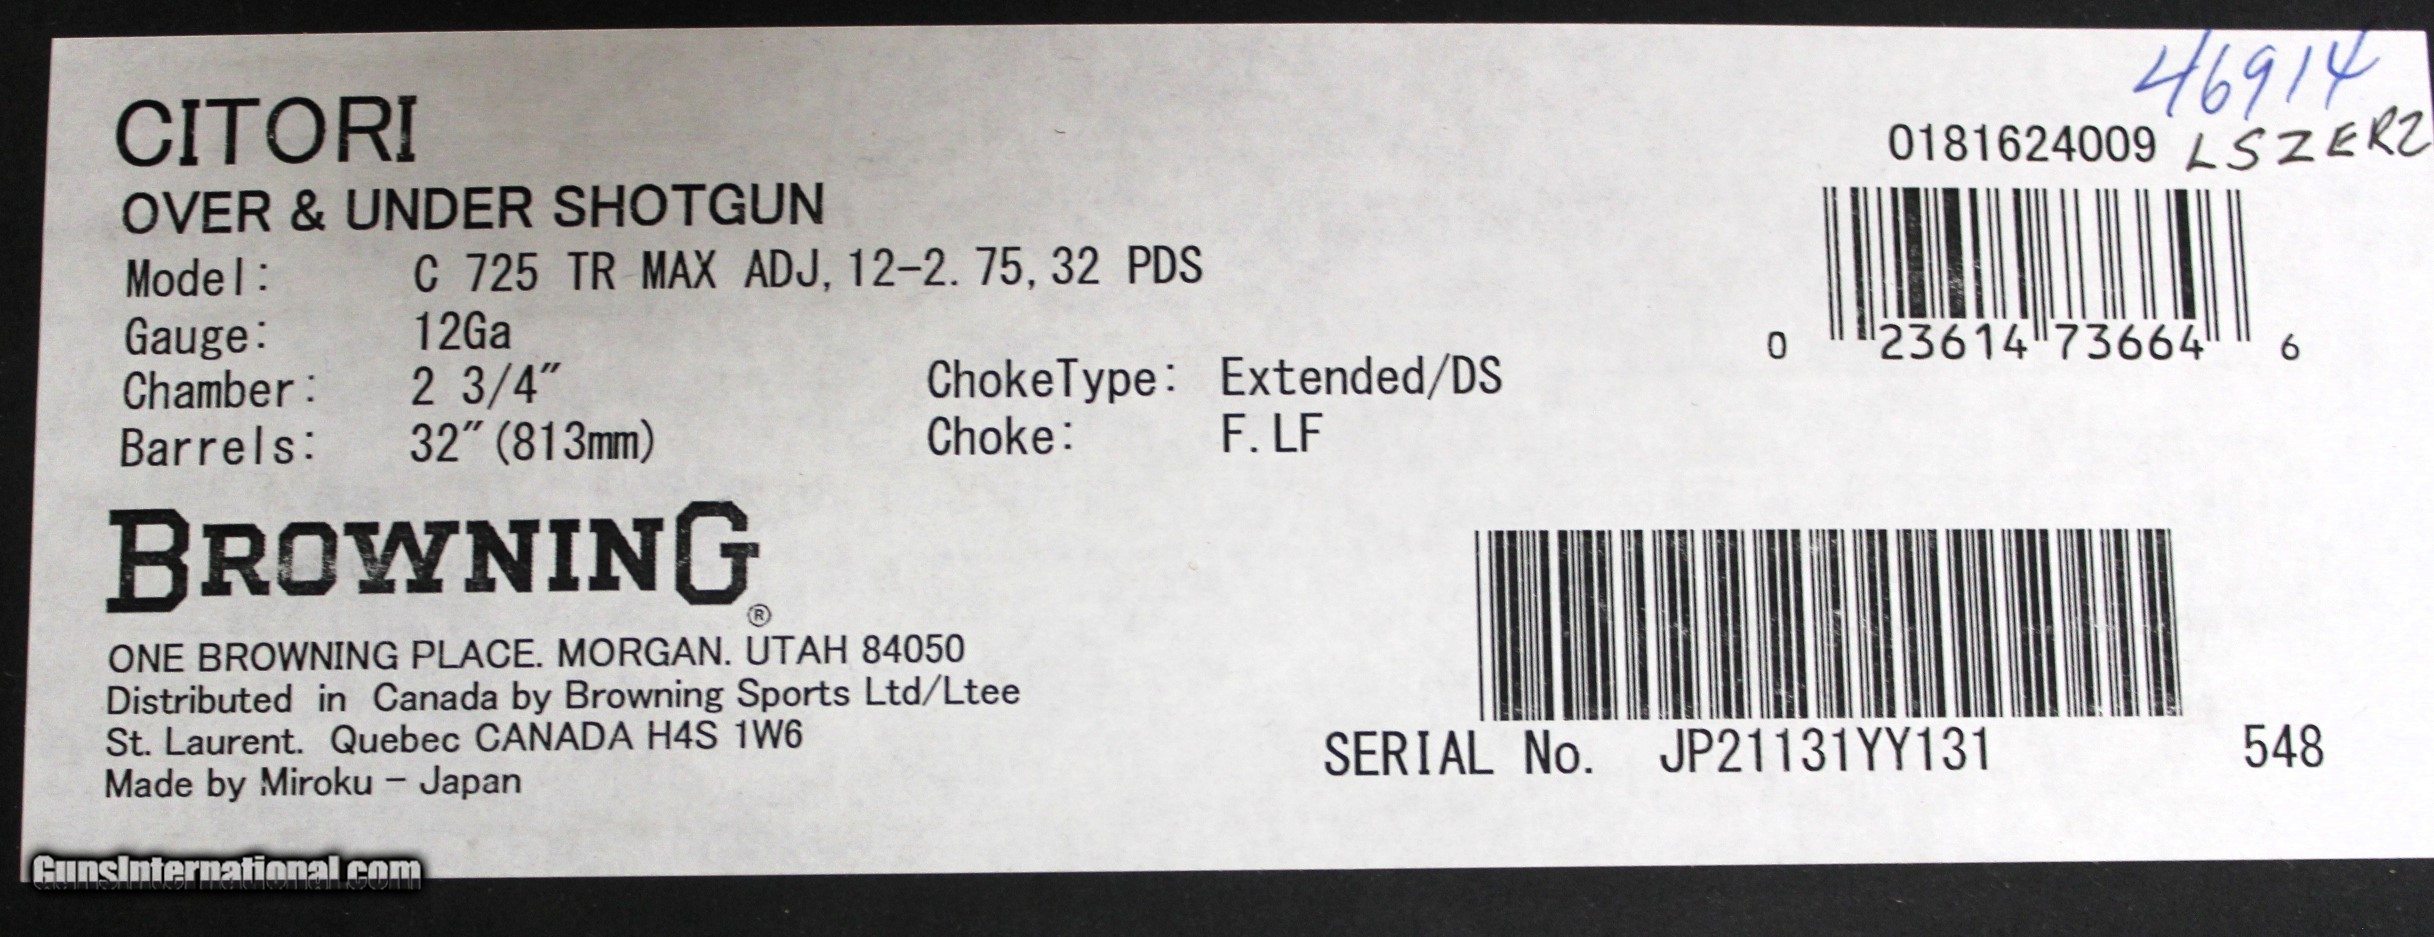 46914
CITORI
0181624009 LSZERZ
OVER & UNDER SHOTGUN
Model: C 725 TR MAX ADJ, 12-2.75, 32 PDS
Gauge: 12Ga
0 23614 73664 6
Chamber: 2 3/4" ChokeType: Extended/DS
Barrels: 32"(813mm) Choke: F.LF
BROWNING®
ONE BROWNING PLACE. MORGAN. UTAH 84050
Distributed in Canada by Browning Sports Ltd/Ltee
St. Laurent. Quebec CANADA H4S 1W6
SERIAL No. JP21131YY131 548
Made by Miroku - Japan
GunsInternational.com